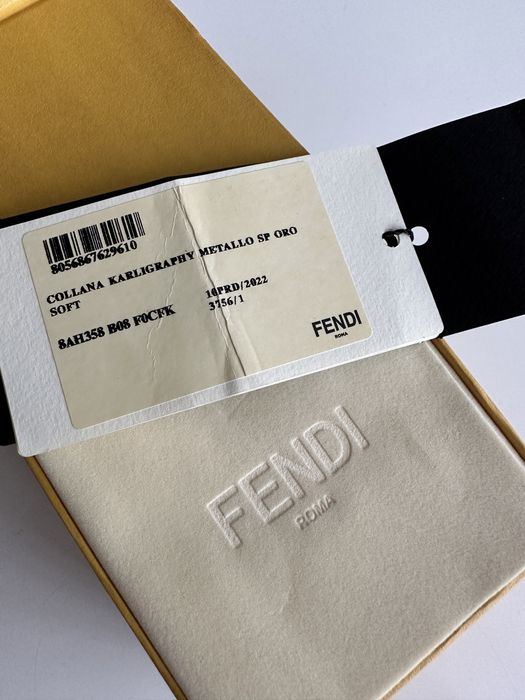 8056867629610
COLLANA KARLIGRAPHY METALLO SP ORO
SOFT
10PRD/2022
8AH358 B08 F0CFK 3756/1
FENDI
ROMA
FENDI
ROMA